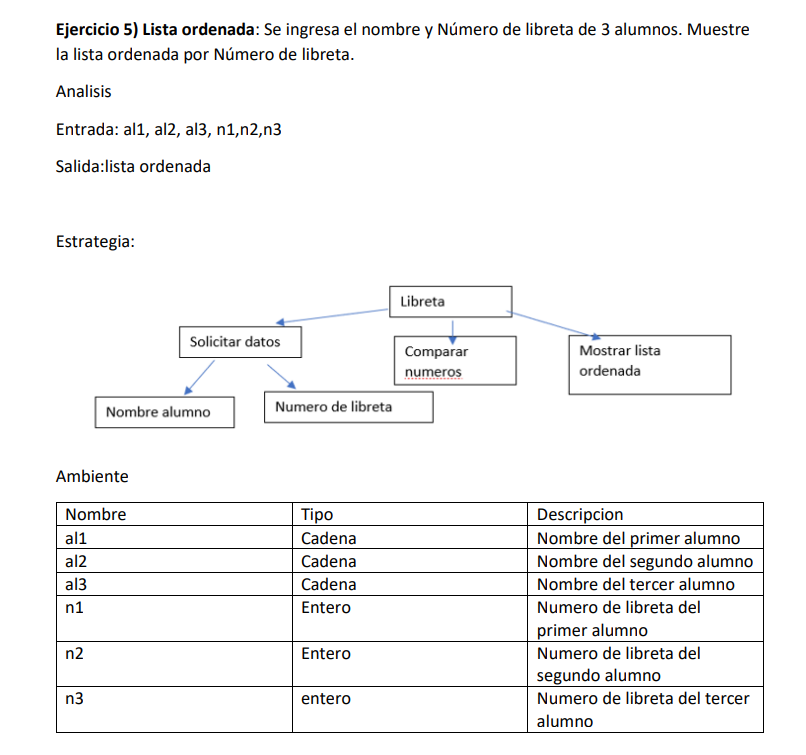 Ejercicio 5) Lista ordenada: Se ingresa el nombre y Número de libreta de 3 alumnos. Muestre
la lista ordenada por Número de libreta.
Analisis
Entrada: al1, al2, al3, n1,n2,n3
Salida:lista ordenada
Estrategia:
Libreta
Solicitar datos
Comparar
numeros
Mostrar lista
ordenada
Nombre alumno
Numero de libreta
Ambiente
Nombre Tipo Descripcion
al1 Cadena Nombre del primer alumno
al2 Cadena Nombre del segundo alumno
al3 Cadena Nombre del tercer alumno
n1 Entero Numero de libreta del
primer alumno
n2 Entero Numero de libreta del
segundo alumno
n3 entero Numero de libreta del tercer
alumno